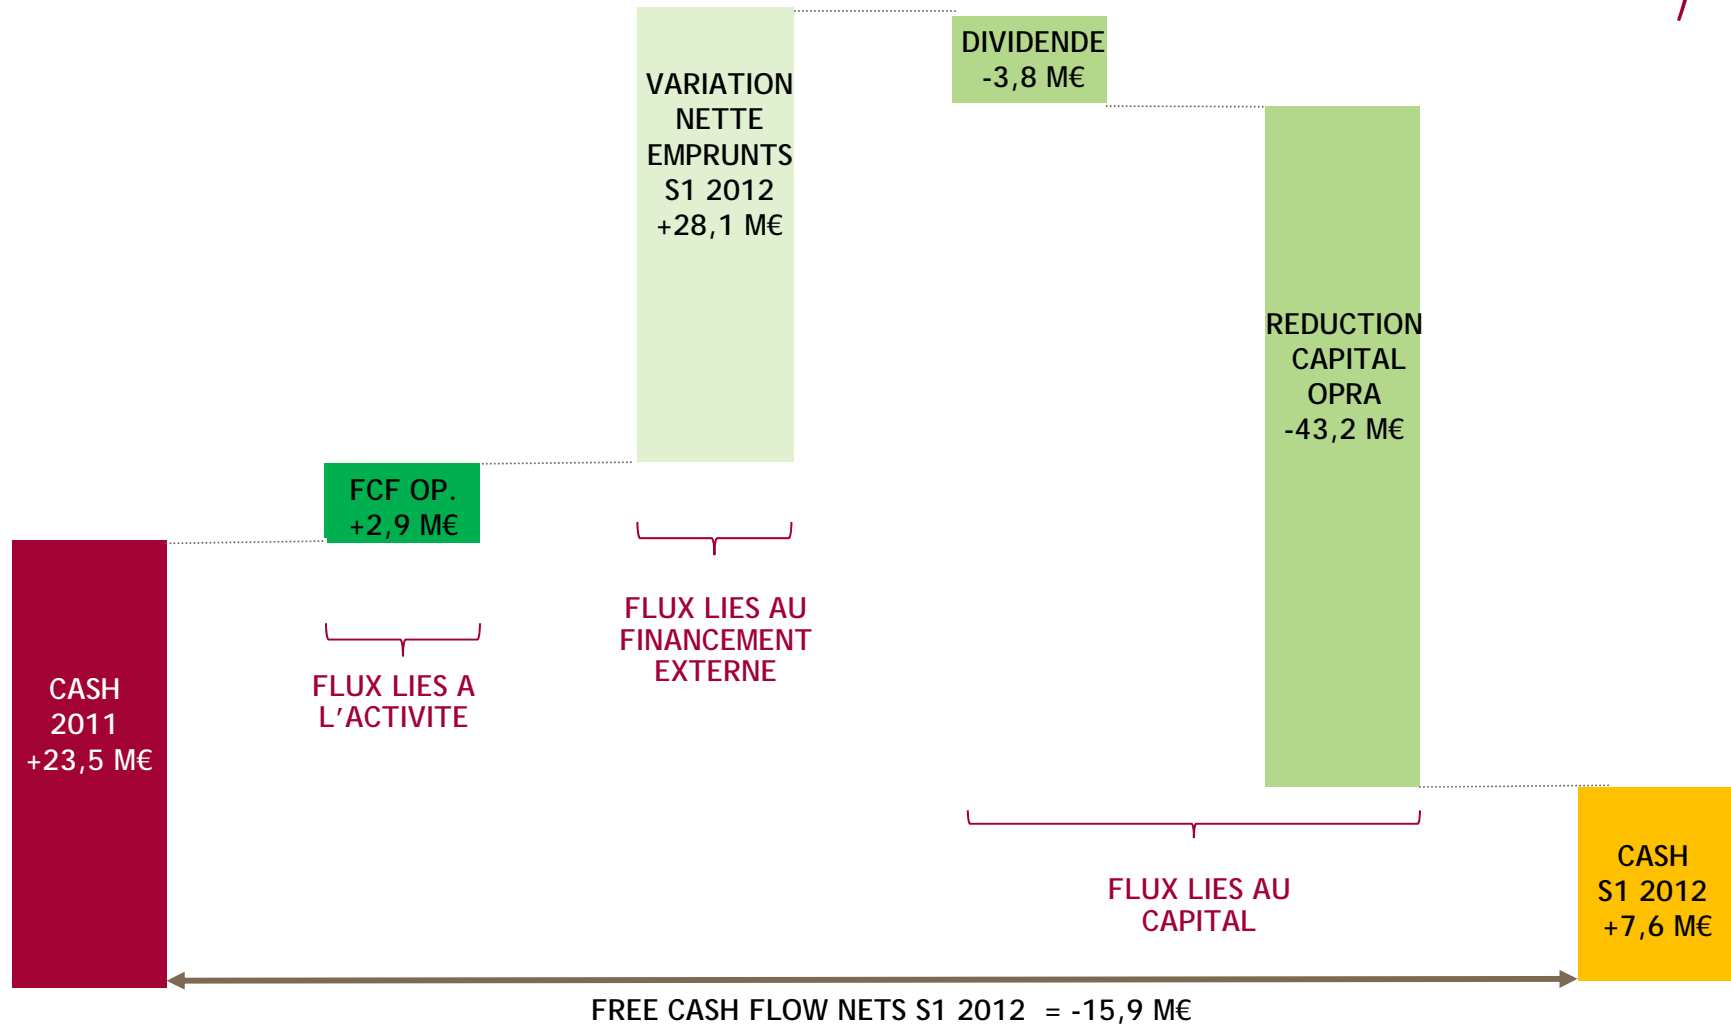 DIVIDENDE
-3,8 M€
VARIATION
NETTE
EMPRUNTS
S1 2012
+28,1 M€
REDUCTION
CAPITAL
OPRA
-43,2 M€
FCF OP.
+2,9 M€
FLUX LIES AU
FINANCEMENT
EXTERNE
CASH
2011
+23,5 M€
FLUX LIES A
L’ACTIVITE
FLUX LIES AU
CAPITAL
CASH
S1 2012
+7,6 M€
FREE CASH FLOW NETS S1 2012 = -15,9 M€